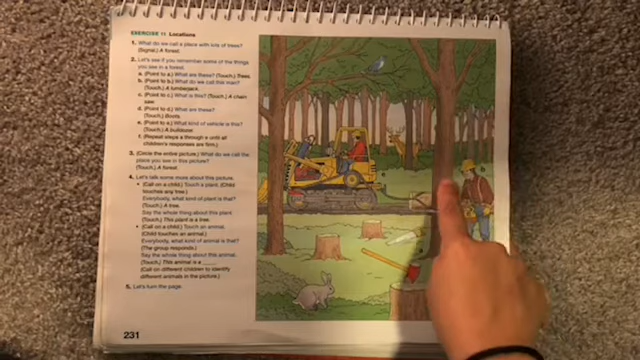 EXERCISE 11 Locations
1. What do we call a place with lots of trees?
(Signal.) A forest.
2. Let's see if you remember some of the things
you see in a forest.
a. (Point to a.) What are these? (Touch.) Trees.
b. (Point to b.) What do we call this man?
(Touch.) A lumberjack.
c. (Point to c.) What is this? (Touch.) A chain
saw.
d. (Point to d.) What are these?
(Touch.) Boots.
e. (Point to e.) What kind of vehicle is this?
(Touch.) A bulldozer.
f. (Repeat steps a through e until all
children's responses are firm.)
3. (Circle the entire picture.) What do we call the
place you see in this picture?
(Touch.) A forest.
4. Let's talk some more about this picture.
• (Call on a child.) Touch a plant. (Child
touches any tree.)
Everybody, what kind of plant is that?
(Touch.) A tree.
Say the whole thing about this plant.
(Touch.) This plant is a tree.
• (Call on a child.) Touch an animal.
(Child touches an animal.)
Everybody, what kind of animal is that?
(The group responds.)
Say the whole thing about this animal.
(Touch.) This animal is a ____.
(Call on different children to identify
different animals in the picture.)
5. Let's turn the page.
231